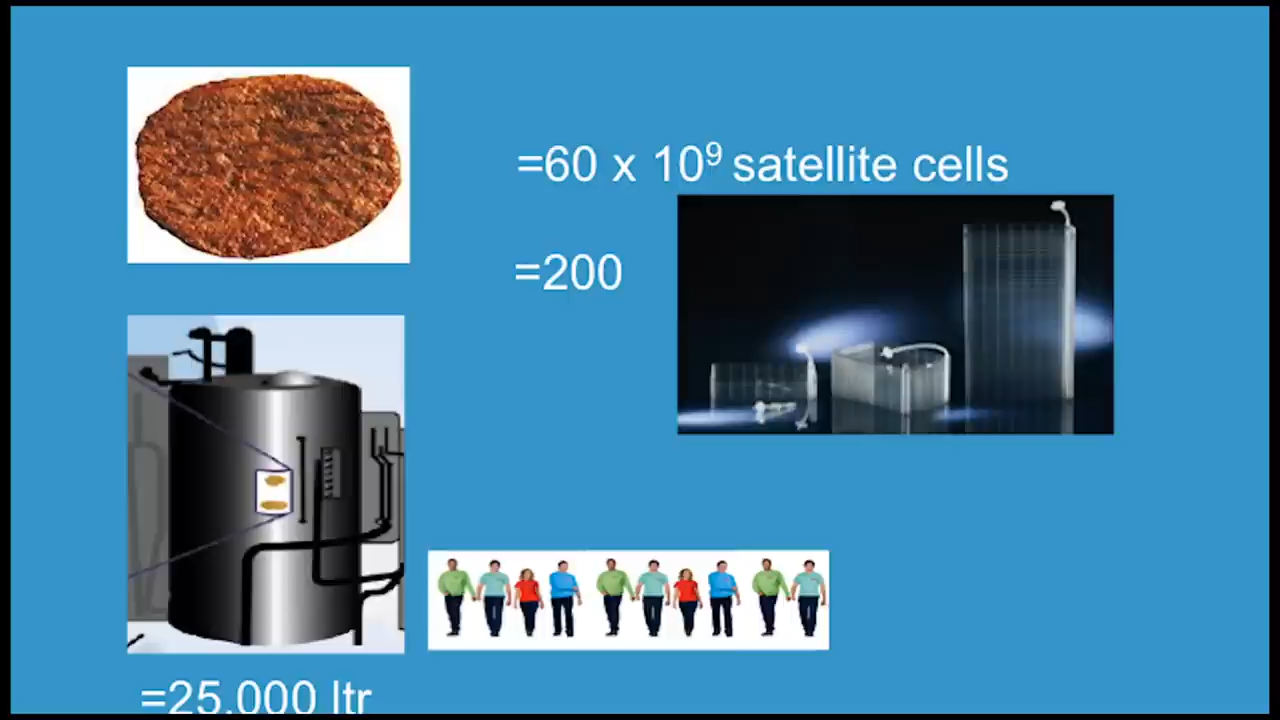 =60 x 10⁹ satellite cells
=200
=25.000 ltr